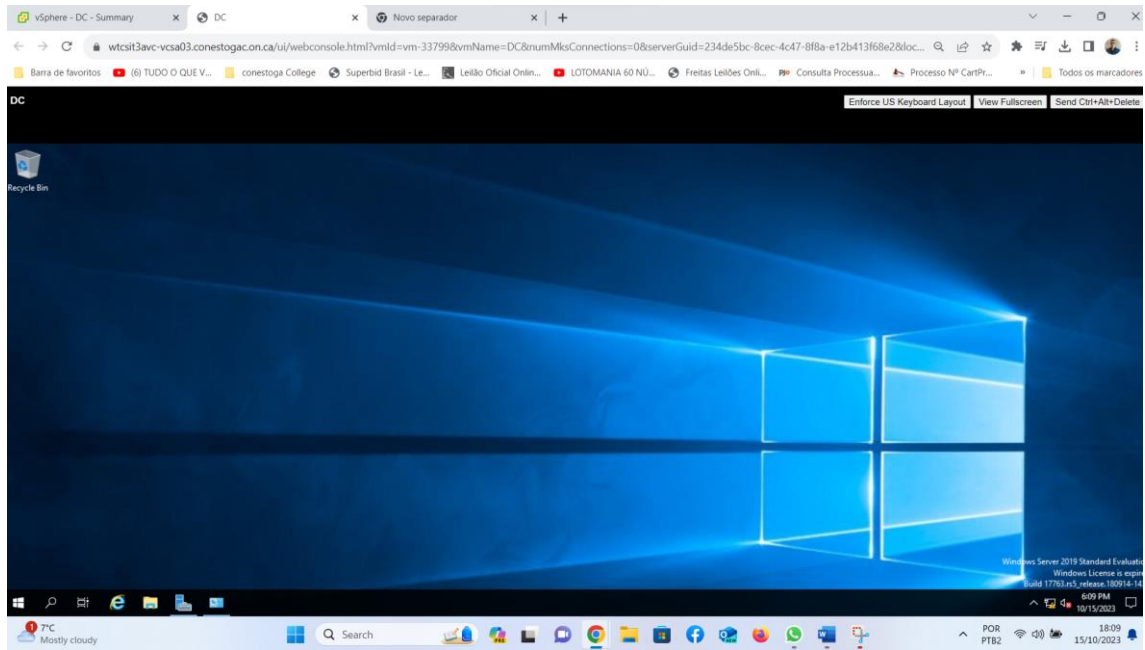 vSphere - DC - Summary
DC
Novo separador
wtcsit3avc-vcsa03.conestogac.on.ca/ui/webconsole.html?vmId=vm-33799&vmName=DC&numMksConnections=0&serverGuid=234de5bc-8cec-4c47-8f8a-e12b413f68e2&loc...
Barra de favoritos
(6) TUDO O QUE V...
conestoga College
Superbid Brasil - Le...
Leilão Oficial Onlin...
LOTOMANIA 60 NÚ...
Freitas Leilões Onli...
Consulta Processua...
Processo Nº CartPr...
»
Todos os marcadores
DC
Enforce US Keyboard Layout
View Fullscreen
Send Ctrl+Alt+Delete
Recycle Bin
Windows Server 2019 Standard Evaluatio
Windows License is expire
Build 17763.rs5_release.180914-14
6:09 PM
10/15/2023
1
7°C
Mostly cloudy
Search
POR
PTB2
18:09
15/10/2023